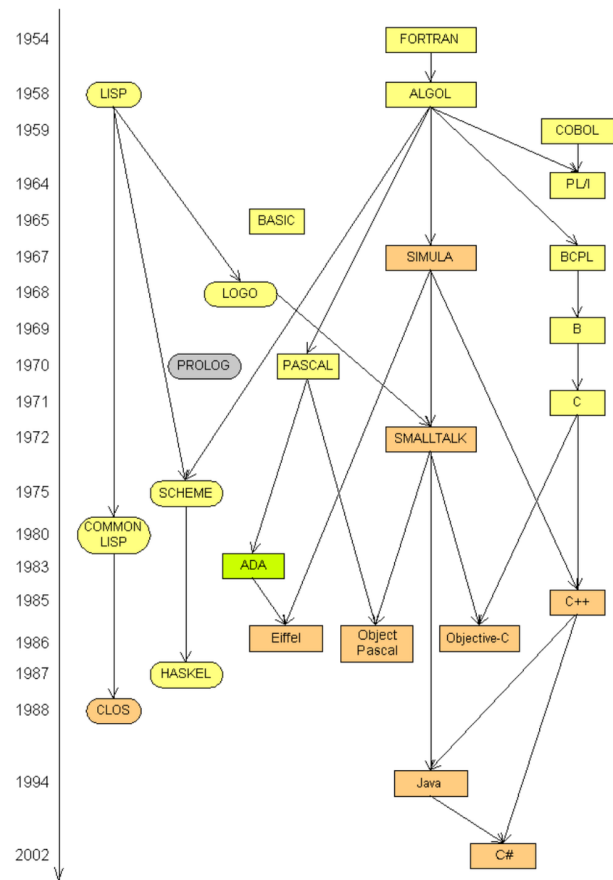 1954
FORTRAN
1958
LISP
ALGOL
1959
COBOL
1964
PL/I
1965
BASIC
1967
SIMULA
BCPL
1968
LOGO
1969
B
1970
PROLOG
PASCAL
1971
C
1972
SMALLTALK
1975
SCHEME
1980
COMMON
LISP
1983
ADA
1985
C++
1986
Eiffel
Object
Pascal
Objective-C
1987
HASKEL
1988
CLOS
1994
Java
2002
C#